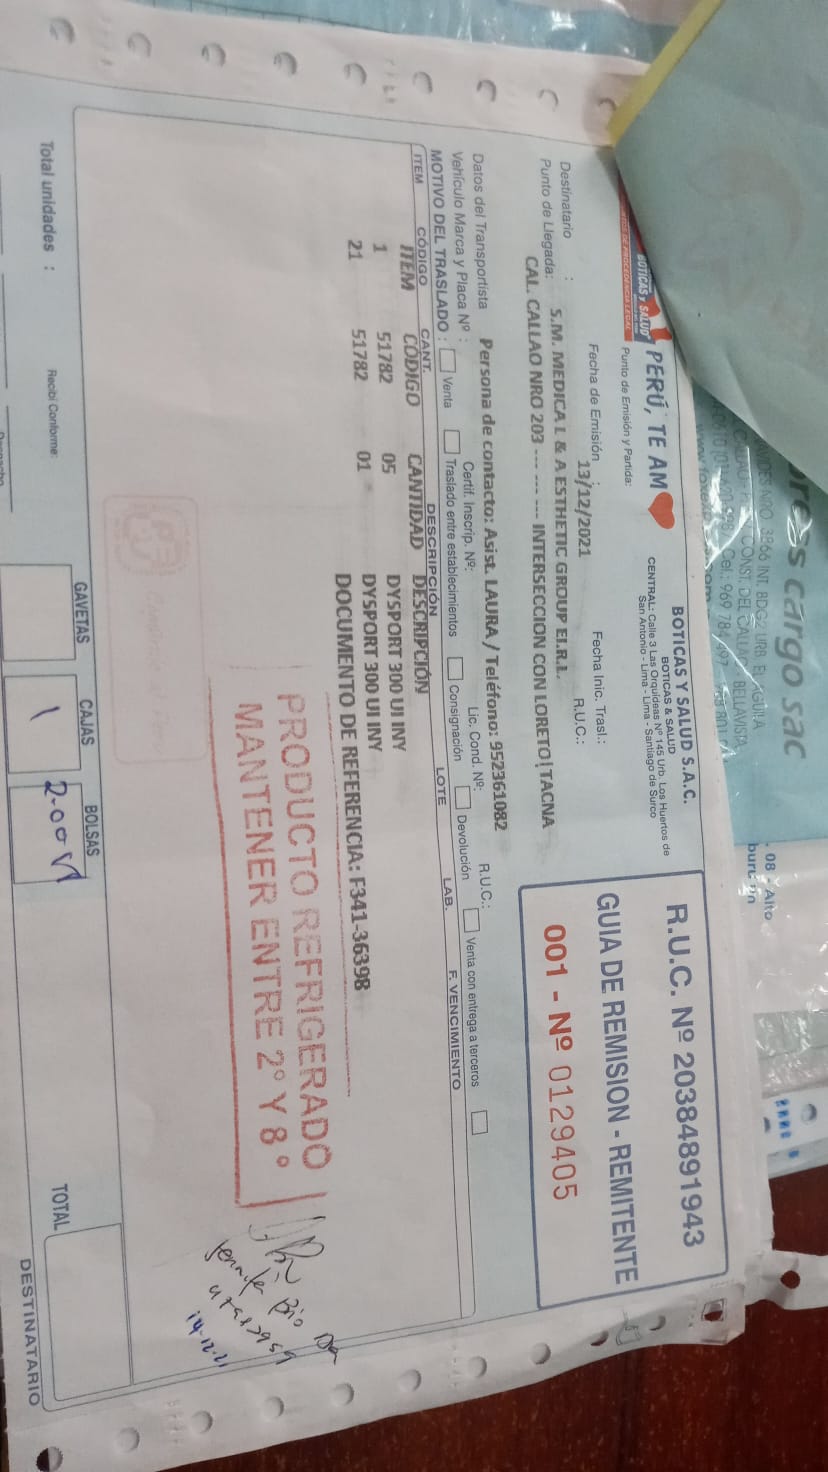 press cargo sac
BOTICAS y SALUD
PERÚ, TE AM
BOTICAS Y SALUD S.A.C.
BOTICAS & SALUD
CENTRAL: Calle 3 Las Orquídeas Nº 145 Urb. Los Huertos de
San Antonio - Lima - Lima - Santiago de Surco
R.U.C. Nº 20384891943
GUIA DE REMISION - REMITENTE
001 - Nº 0129405
Punto de Emisión y Partida:
Fecha de Emisión :
13/12/2021
Fecha Inic. Trasl.:
R.U.C.:
Destinatario :
S.M. MEDICA L & A ESTHETIC GROUP EI.R.L.
Punto de Llegada:
CAL. CALLAO NRO 203 --- --- --- INTERSECCION CON LORETO| TACNA
Datos del Transportista
Persona de contacto: Asist. LAURA / Teléfono: 952361082
R.U.C.:
Vehículo Marca y Placa Nº :
Certif. Inscrip. Nº:
Lic. Cond. Nº:
MOTIVO DEL TRASLADO : Venta Traslado entre establecimientos Consignación Devolución Venta con entrega a terceros
ITEM CÓDIGO CANT. DESCRIPCIÓN LOTE LAB. F. VENCIMIENTO
ITEM CÓDIGO CANTIDAD DESCRIPCIÓN
1 51782 05 DYSPORT 300 UI INY
21 51782 01 DYSPORT 300 UI INY
DOCUMENTO DE REFERENCIA: F341-36398
PRODUCTO REFRIGERADO
MANTENER ENTRE 2° Y 8°
14-12-21
GAVETAS CAJAS BOLSAS
1
Total unidades :
Recibí Conforme:
TOTAL
DESTINATARIO